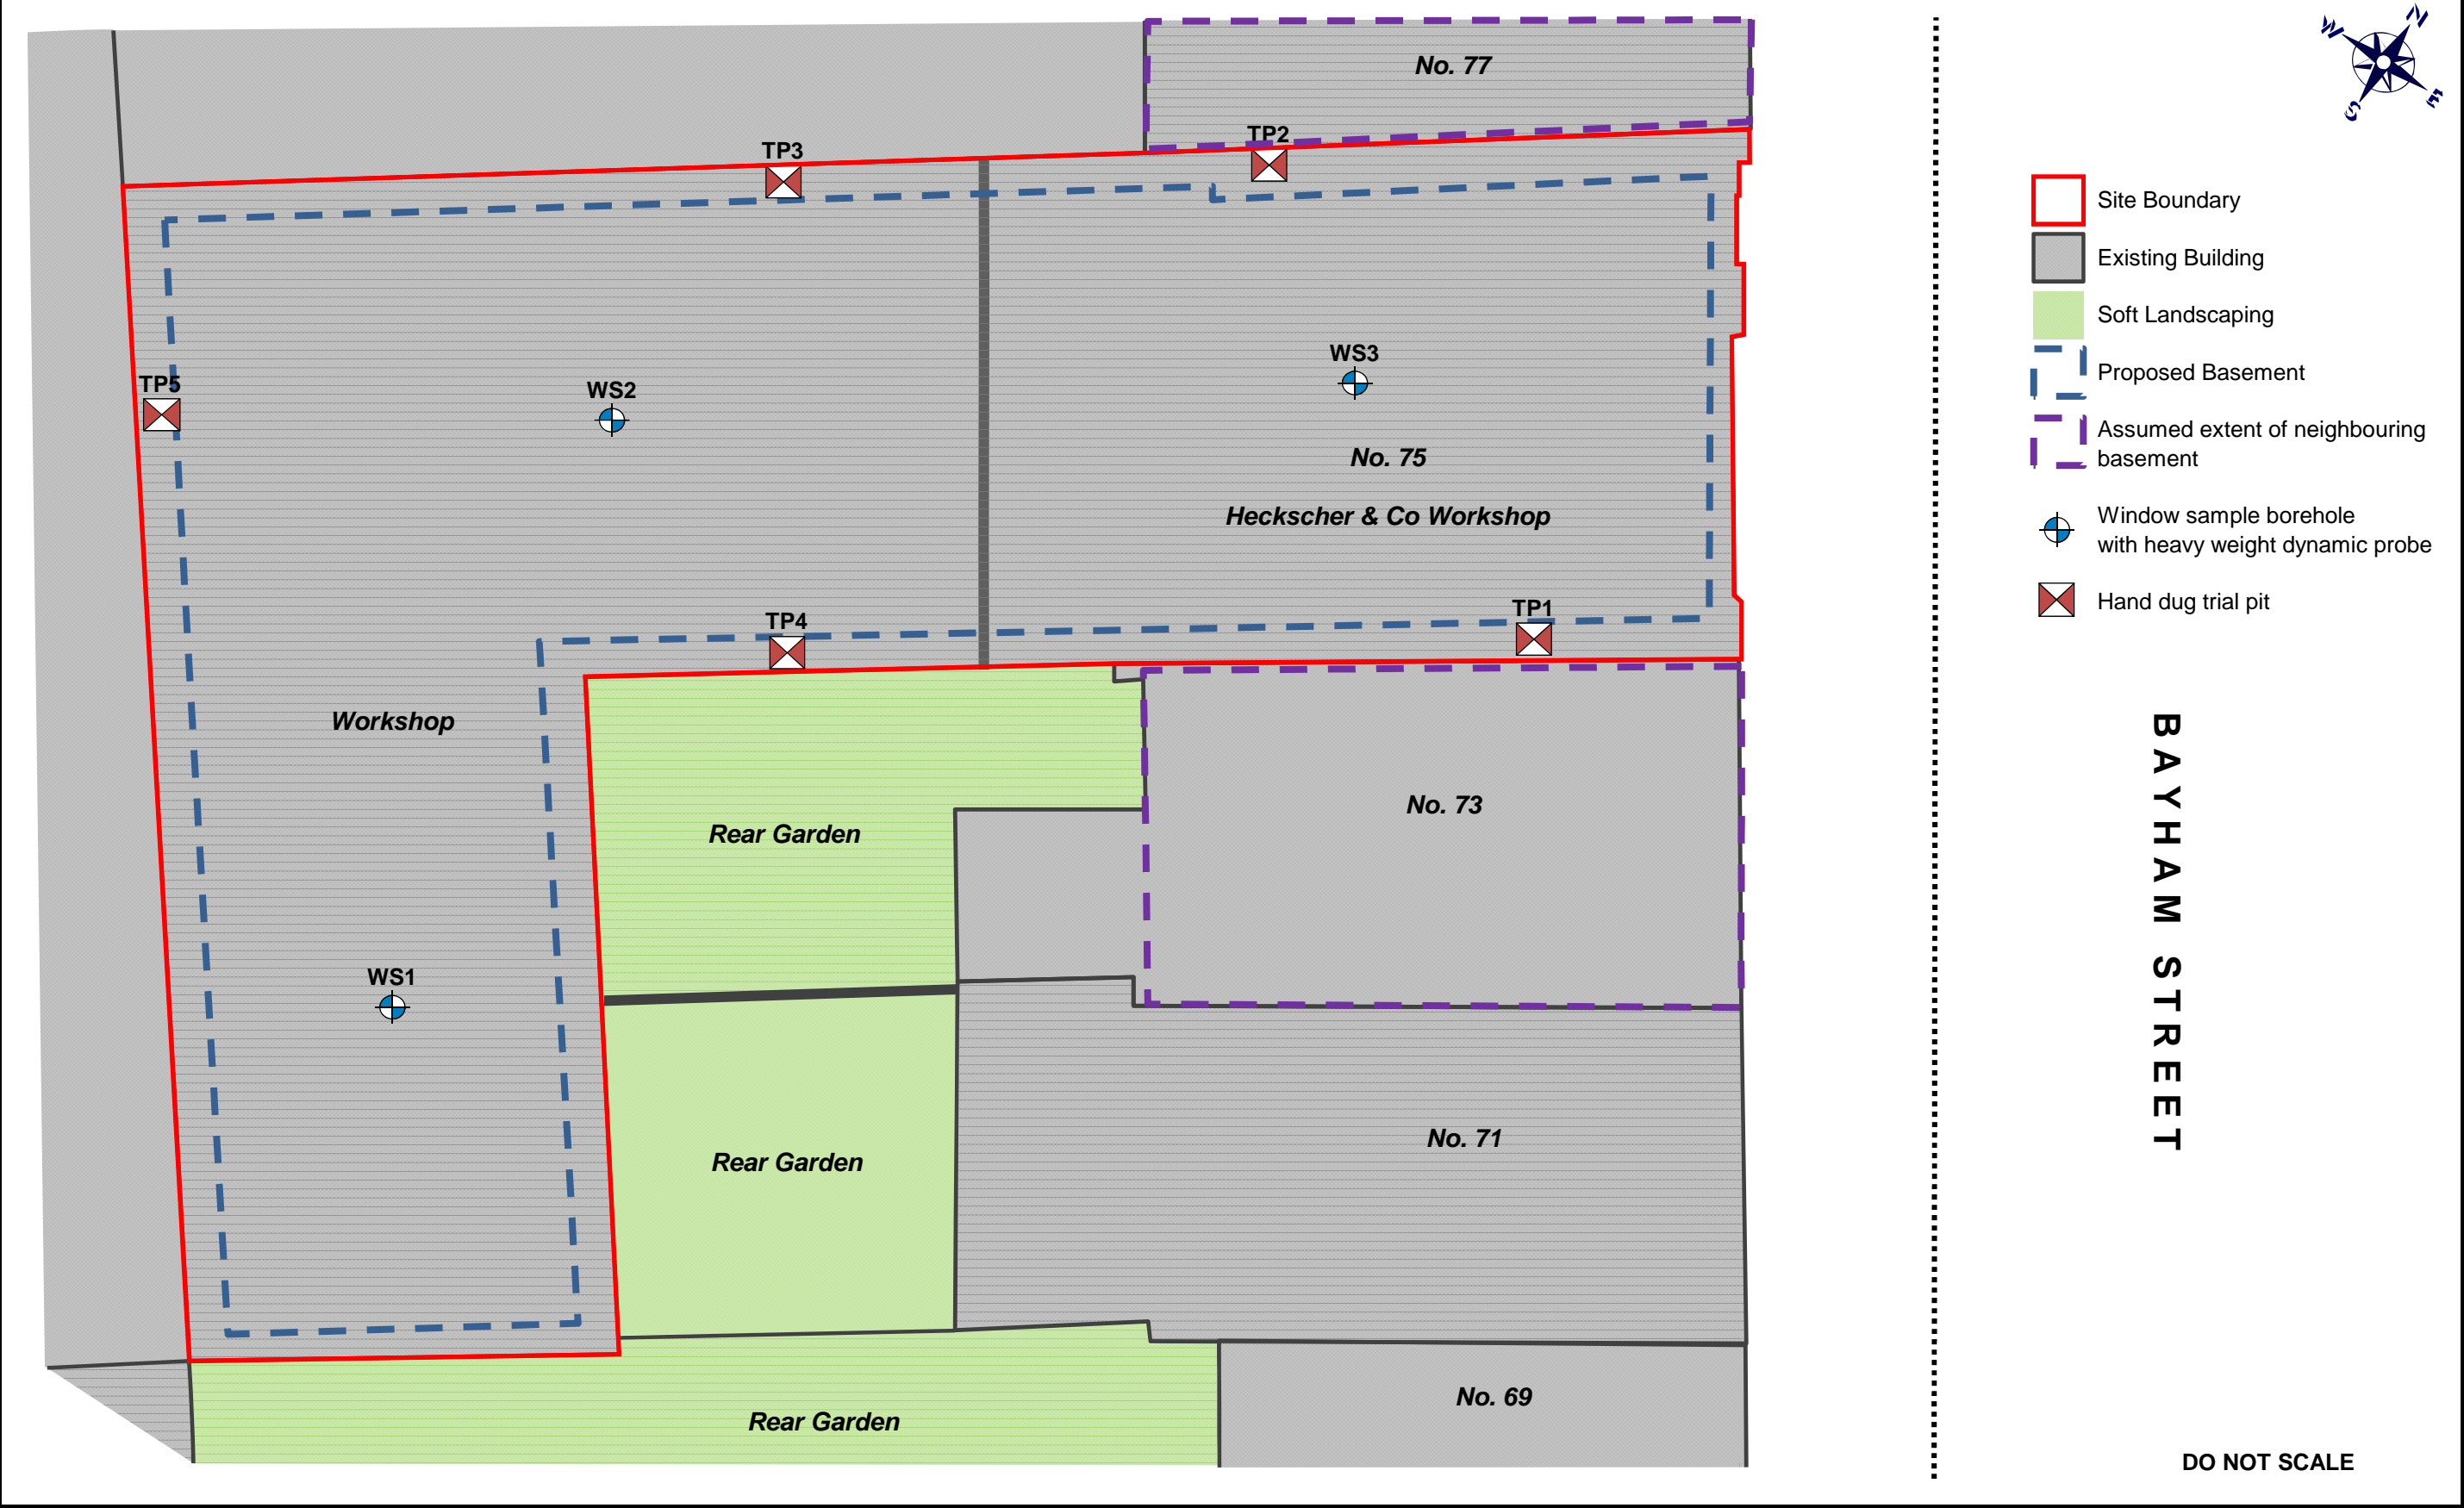 No. 77
N
W
E
S
TP2
TP3
Site Boundary
Existing Building
Soft Landscaping
WS3
Proposed Basement
TP5
WS2
Assumed extent of neighbouring
basement
No. 75
Heckscher & Co Workshop
Window sample borehole
with heavy weight dynamic probe
TP4
TP1
Hand dug trial pit
Workshop
Rear Garden
No. 73
BAYHAM STREET
WS1
Rear Garden
No. 71
Rear Garden
No. 69
DO NOT SCALE